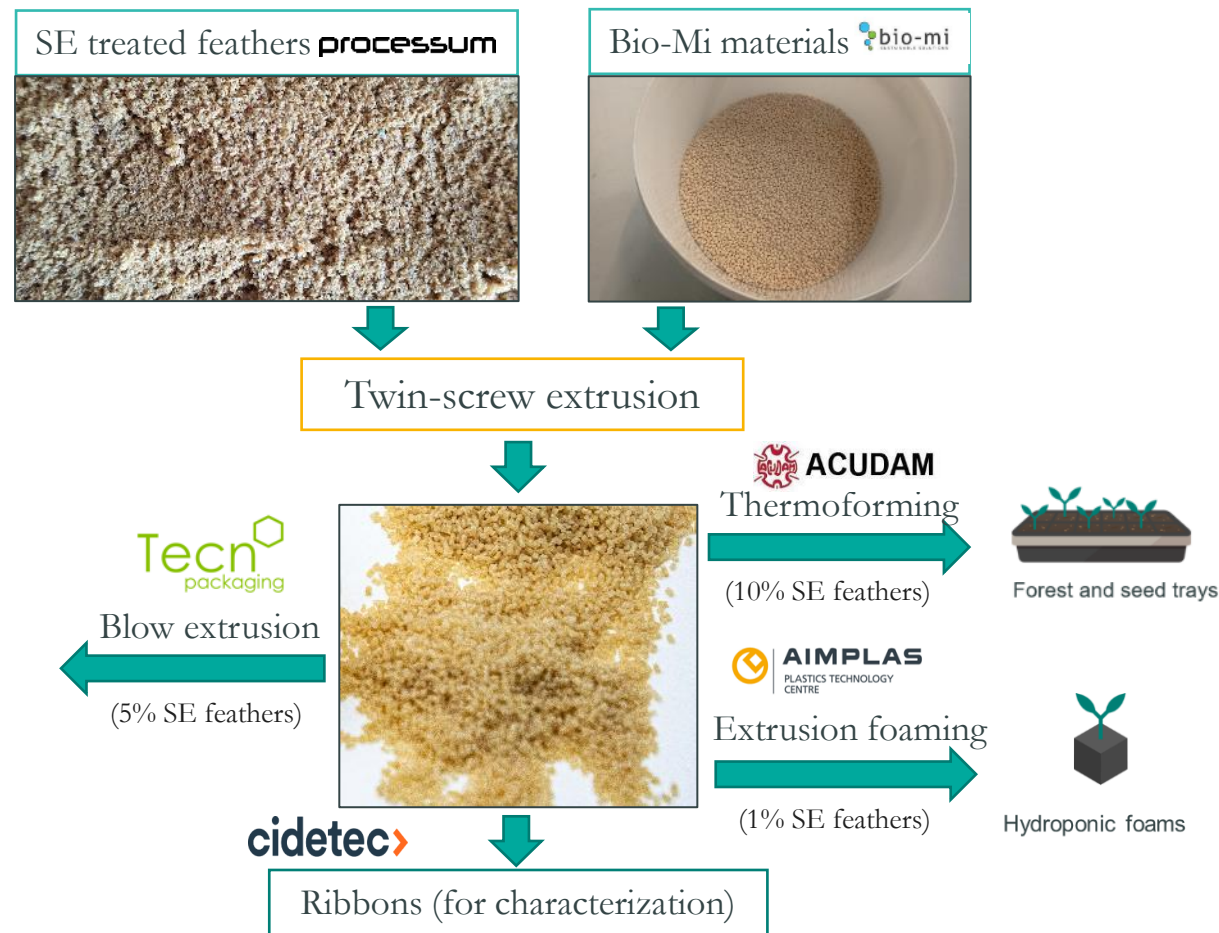 SE treated feathers processum
Bio-Mi materials bio-mi
Twin-screw extrusion
ACUDAM
Thermoforming
(10% SE feathers)
Forest and seed trays
Tecn
packaging
Blow extrusion
(5% SE feathers)
AIMPLAS
PLASTICS TECHNOLOGY
CENTRE
Extrusion foaming
(1% SE feathers)
Hydroponic foams
cidetec
Ribbons (for characterization)